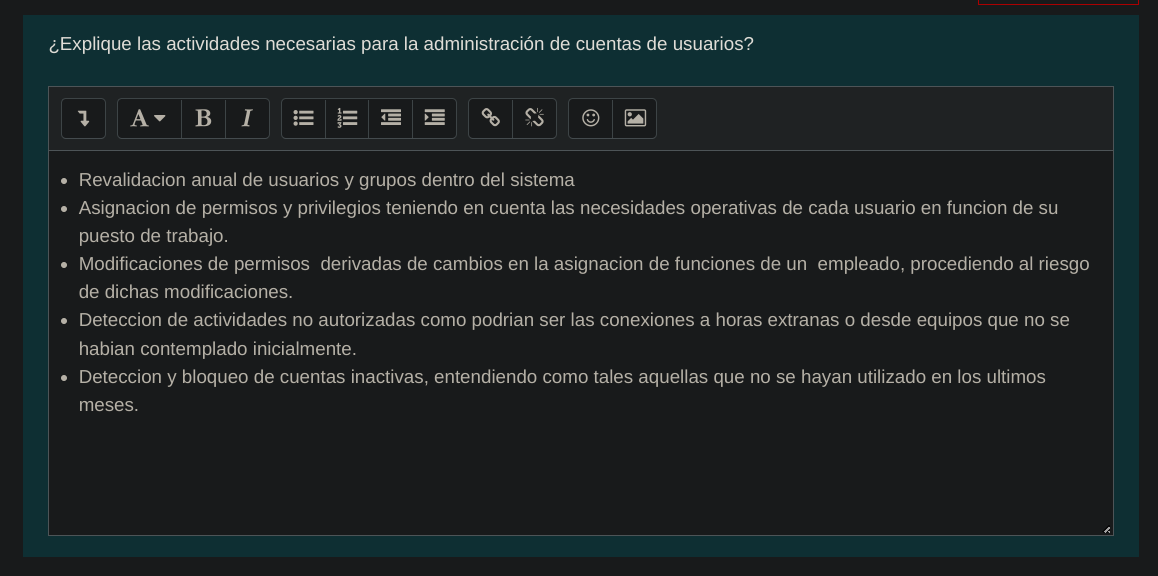 ¿Explique las actividades necesarias para la administración de cuentas de usuarios?
A B I
Revalidacion anual de usuarios y grupos dentro del sistema
Asignacion de permisos y privilegios teniendo en cuenta las necesidades operativas de cada usuario en funcion de su
puesto de trabajo.
Modificaciones de permisos  derivadas de cambios en la asignacion de funciones de un  empleado, procediendo al riesgo
de dichas modificaciones.
Deteccion de actividades no autorizadas como podrian ser las conexiones a horas extranas o desde equipos que no se
habian contemplado inicialmente.
Deteccion y bloqueo de cuentas inactivas, entendiendo como tales aquellas que no se hayan utilizado en los ultimos
meses.